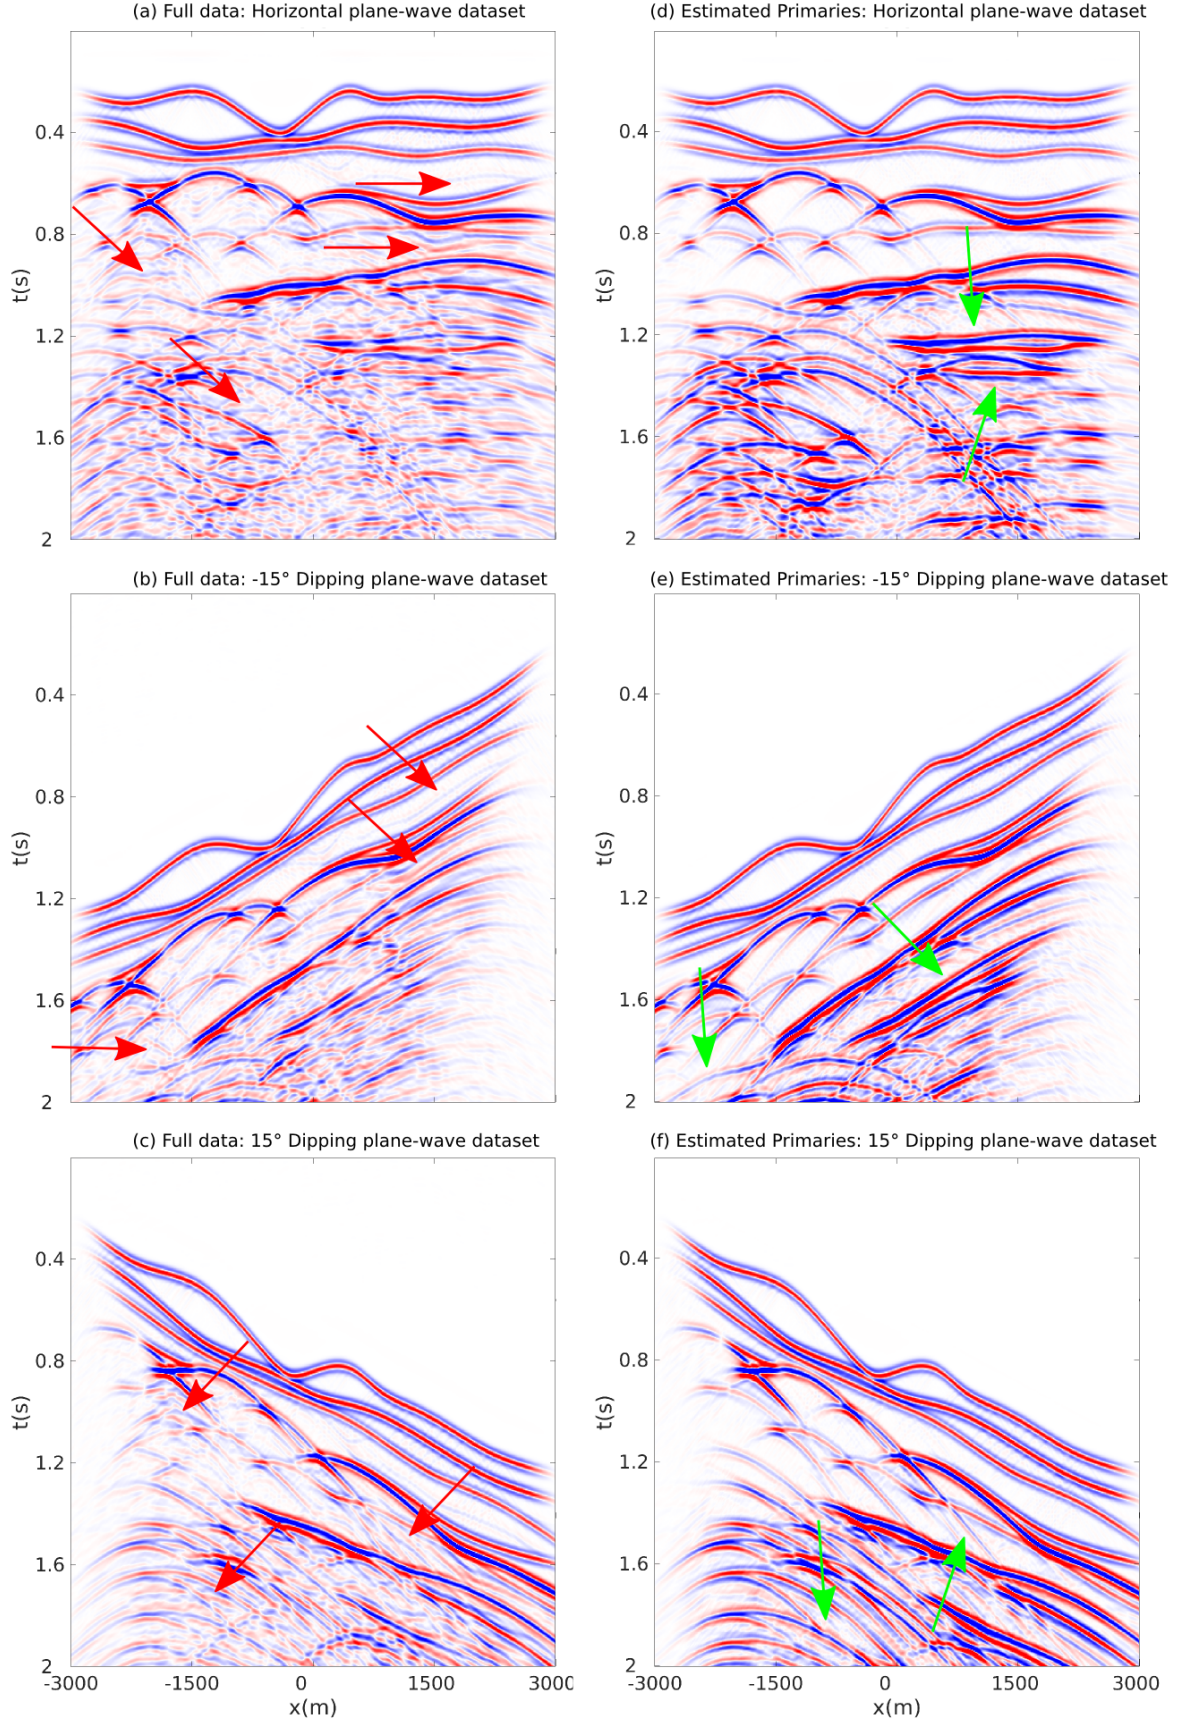 (a) Full data: Horizontal plane-wave dataset
(d) Estimated Primaries: Horizontal plane-wave dataset
0.4
0.8
t(s)
1.2
1.6
2
0.4
0.8
t(s)
1.2
1.6
2
(b) Full data: -15° Dipping plane-wave dataset
(e) Estimated Primaries: -15° Dipping plane-wave dataset
0.4
0.8
t(s)
1.2
1.6
2
0.4
0.8
t(s)
1.2
1.6
2
(c) Full data: 15° Dipping plane-wave dataset
(f) Estimated Primaries: 15° Dipping plane-wave dataset
0.4
0.8
t(s)
1.2
1.6
2
-3000 -1500 0 1500 3000
x(m)
0.4
0.8
t(s)
1.2
1.6
2
-3000 -1500 0 1500 3000
x(m)